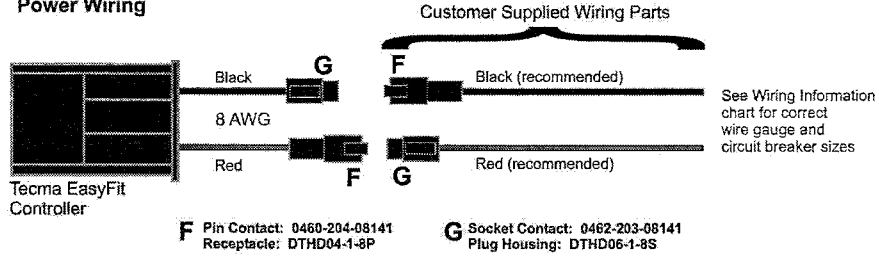 Power Wiring
Customer Supplied Wiring Parts
G
F
Black
Black (recommended)
8 AWG
See Wiring Information
chart for correct
wire gauge and
circuit breaker sizes
Red
Red (recommended)
F
G
Tecma EasyFit
Controller
F Pin Contact: 0460-204-08141
Receptacle: DTHD04-1-8P
G Socket Contact: 0462-203-08141
Plug Housing: DTHD06-1-8S